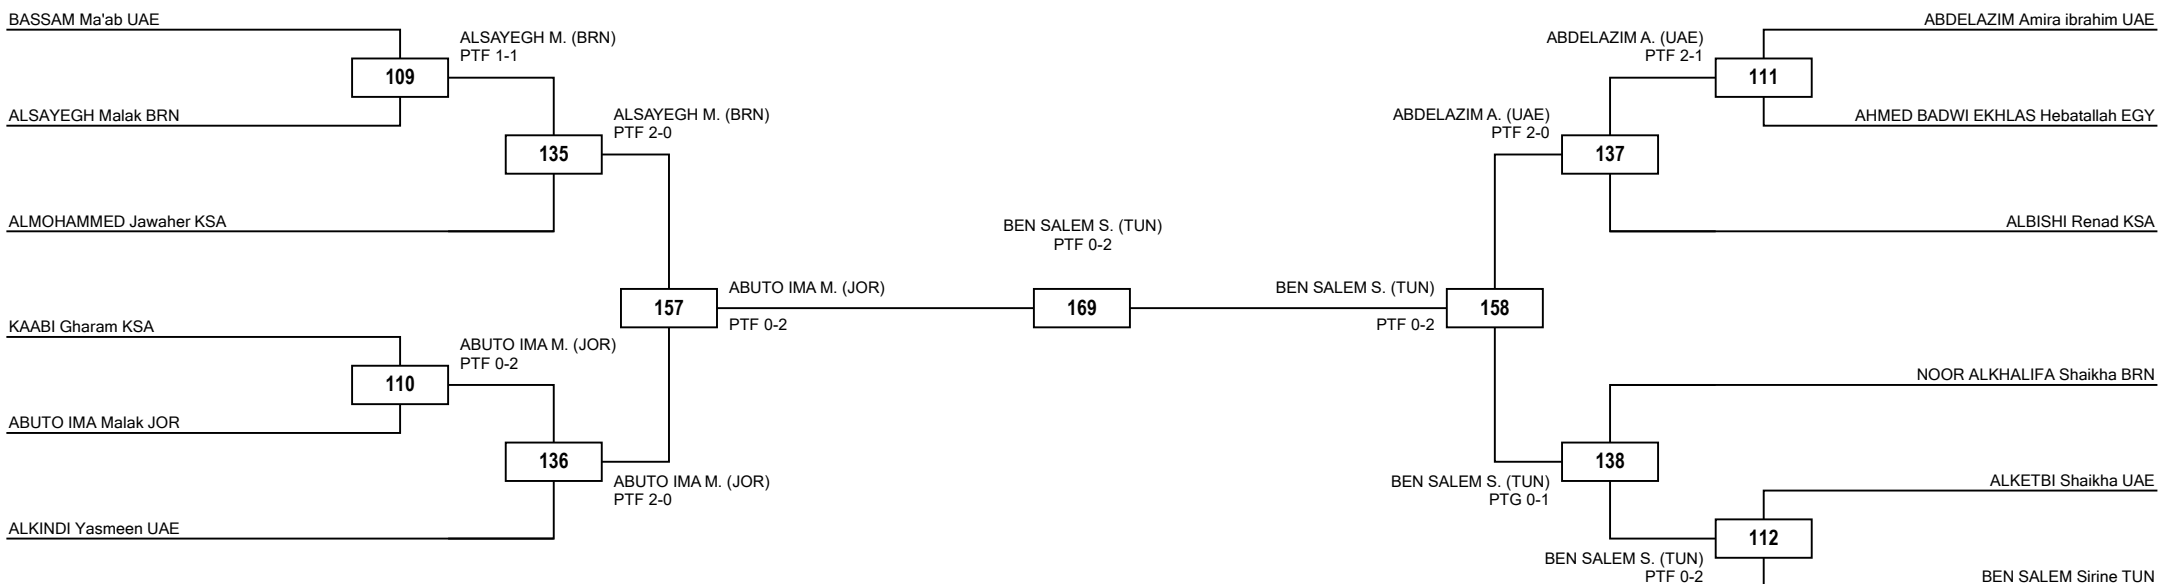 BASSAM Ma'ab UAE
ALSAYEGH M. (BRN)
PTF 1-1
109
ALSAYEGH Malak BRN
ALSAYEGH M. (BRN)
PTF 2-0
135
ALMOHAMMED Jawaher KSA
157
ABUTO IMA M. (JOR)
PTF 0-2
KAABI Gharam KSA
ABUTO IMA M. (JOR)
PTF 0-2
110
ABUTO IMA Malak JOR
136
ABUTO IMA M. (JOR)
PTF 2-0
ALKINDI Yasmeen UAE
BEN SALEM S. (TUN)
PTF 0-2
169
ABDELAZIM Amira ibrahim UAE
ABDELAZIM A. (UAE)
PTF 2-1
111
AHMED BADWI EKHLAS Hebatallah EGY
ABDELAZIM A. (UAE)
PTF 2-0
137
ALBISHI Renad KSA
BEN SALEM S. (TUN)
PTF 0-2
158
NOOR ALKHALIFA Shaikha BRN
138
BEN SALEM S. (TUN)
PTG 0-1
ALKETBI Shaikha UAE
112
BEN SALEM S. (TUN)
PTF 0-2
BEN SALEM Sirine TUN